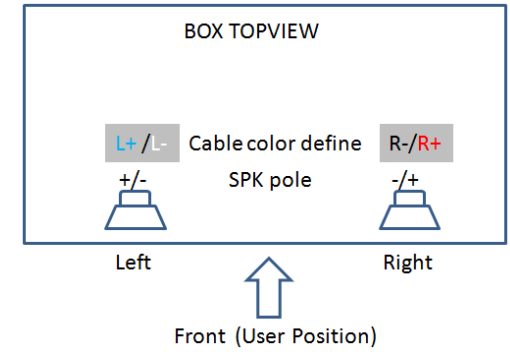 BOX TOPVIEW
L+ /L- Cable color define R-/R+
+/- SPK pole -/+
Left Right
Front (User Position)